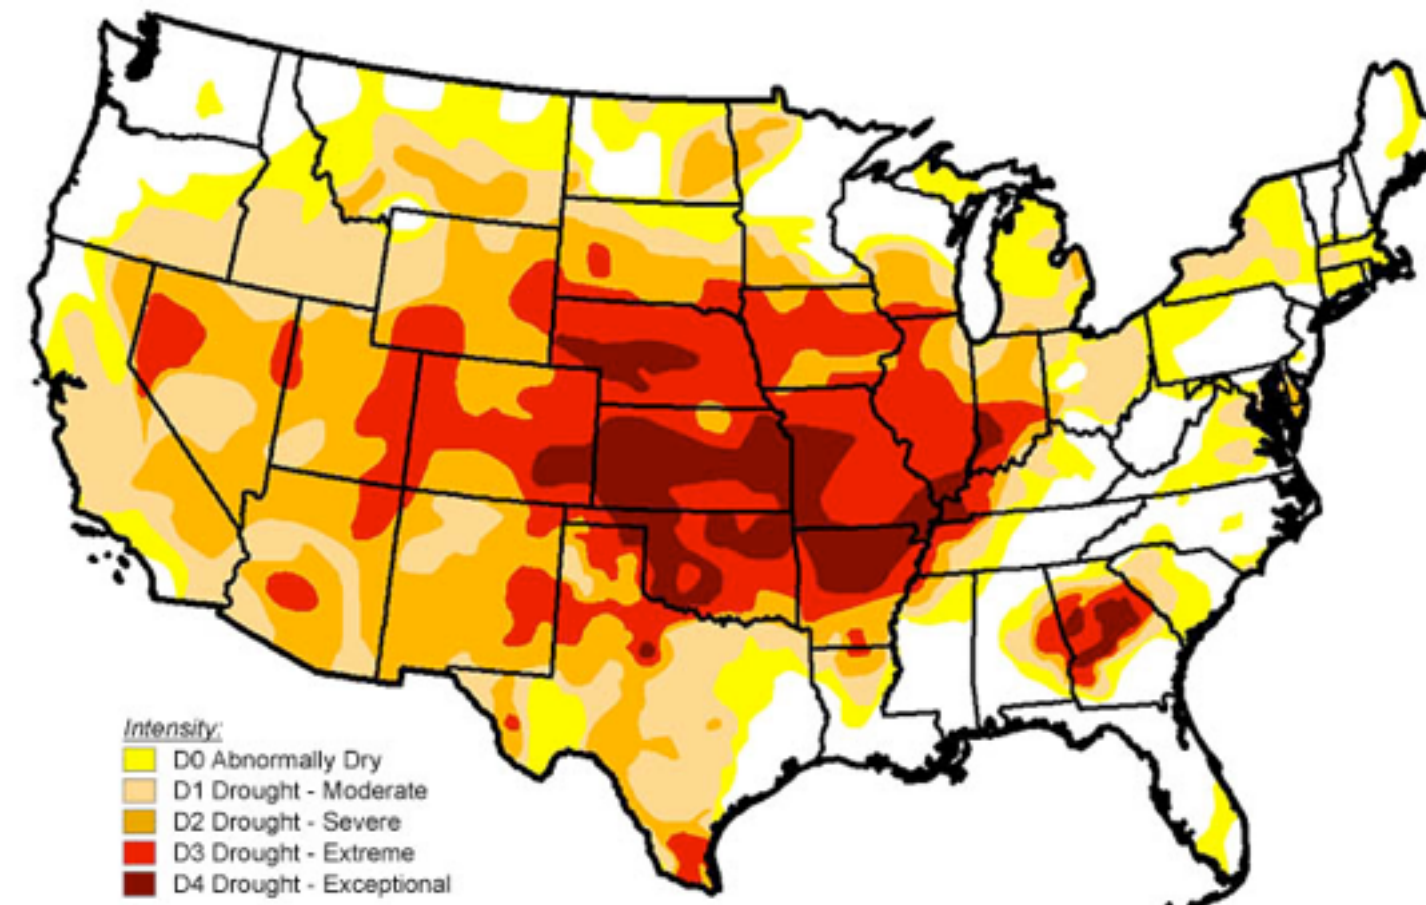 Intensity:
D0 Abnormally Dry
D1 Drought - Moderate
D2 Drought - Severe
D3 Drought - Extreme
D4 Drought - Exceptional